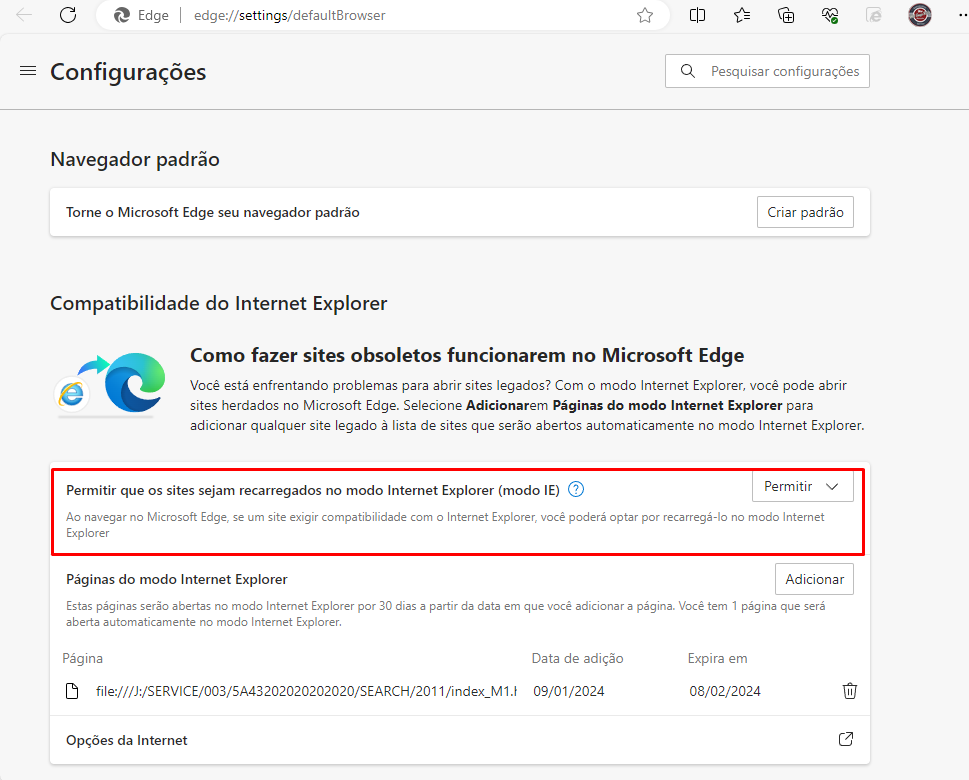 Edge
edge://settings/defaultBrowser
Configurações
Pesquisar configurações
Navegador padrão
Torne o Microsoft Edge seu navegador padrão
Criar padrão
Compatibilidade do Internet Explorer
Como fazer sites obsoletos funcionarem no Microsoft Edge
Você está enfrentando problemas para abrir sites legados? Com o modo Internet Explorer, você pode abrir
sites herdados no Microsoft Edge. Selecione Adicionarem Páginas do modo Internet Explorer para
adicionar qualquer site legado à lista de sites que serão abertos automaticamente no modo Internet Explorer.
Permitir que os sites sejam recarregados no modo Internet Explorer (modo IE)
Permitir
Ao navegar no Microsoft Edge, se um site exigir compatibilidade com o Internet Explorer, você poderá optar por recarregá-lo no modo Internet
Explorer
Páginas do modo Internet Explorer
Adicionar
Estas páginas serão abertas no modo Internet Explorer por 30 dias a partir da data em que você adicionar a página. Você tem 1 página que será
aberta automaticamente no modo Internet Explorer.
Página Data de adição Expira em
file:///J:/SERVICE/003/5A43202020202020/SEARCH/2011/index_M1.h 09/01/2024 08/02/2024
Opções da Internet